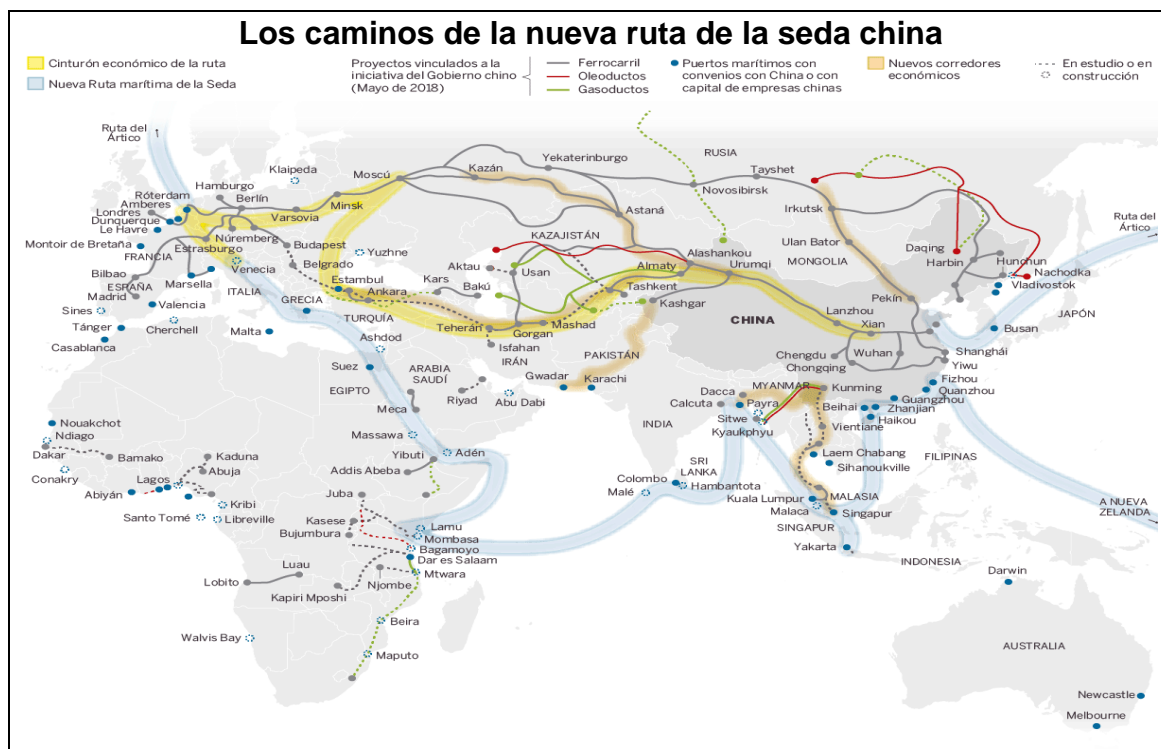 Los caminos de la nueva ruta de la seda china
Cinturón económico de la ruta
Nueva Ruta marítima de la Seda
Proyectos vinculados a la
iniciativa del Gobierno chino
(Mayo de 2018)
Ferrocarril
Oleoductos
Gasoductos
Puertos marítimos con
convenios con China o con
capital de empresas chinas
Nuevos corredores
económicos
En estudio o en
construcción
Ruta del
Ártico
Klaipeda
Hamburgo
Róterdam
Berlín
Amberes
Londres
Dunquerque
Le Havre
Varsovia
Minsk
Moscú
Kazán
Yekaterinburgo
RUSIA
Tayshet
Novosibirsk
Montoir de Bretaña
FRANCIA
Estrasburgo
Núremberg
Budapest
Yuzhne
Astaná
Irkutsk
Ruta del
Ártico
KAZAJISTÁN
Alashankou
Ulan Bator
MONGOLIA
Daqing
Harbin
Hunchun
Nachodka
Vladivostok
Bilbao
ESPAÑA
Madrid
Marsella
Venecia
ITALIA
Belgrado
Estambul
Ankara
Kars
Aktau
Bakú
Usan
Almaty
Urumqi
Tashkent
Kashgar
Pekín
Sines
Valencia
GRECIA
TURQUÍA
Teherán
Gorgan
Mashad
CHINA
Lanzhou
Xian
Busan
JAPÓN
Tánger
Cherchell
Malta
Casablanca
Ashdod
Isfahan
IRÁN
PAKISTÁN
Chengdu
Chongqing
Wuhan
Shanghái
Yiwu
Suez
EGIPTO
ARABIA
SAUDÍ
Riyad
Meca
Abu Dabi
Gwadar
Karachi
Dacca
MYANMAR
Kunming
Fizhou
Quanzhou
Guangzhou
Calcuta
Payra
Beihai
Zhanjian
Haikou
Nouakchot
Ndiago
Dakar
Bamako
Kaduna
Abuja
Massawa
Adén
INDIA
Sitwe
Kyaukphyu
Vientiane
Conakry
Lagos
Yibuti
Addis Abeba
SRI
LANKA
Colombo
Hambantota
Malé
Laem Chabang
Sihanoukville
FILIPINAS
Abiyán
Kribi
Santo Tomé
Libreville
Juba
Kuala Lumpur
MALASIA
Malaca
Singapur
SINGAPUR
A NUEVA
ZELANDA
Kasese
Bujumbura
Lamu
Mombasa
Bagamoyo
Dar es Salaam
Mtwara
Yakarta
INDONESIA
Lobito
Luau
Kapiri Mposhi
Njombe
Darwin
Walvis Bay
Beira
Maputo
AUSTRALIA
Newcastle
Melbourne